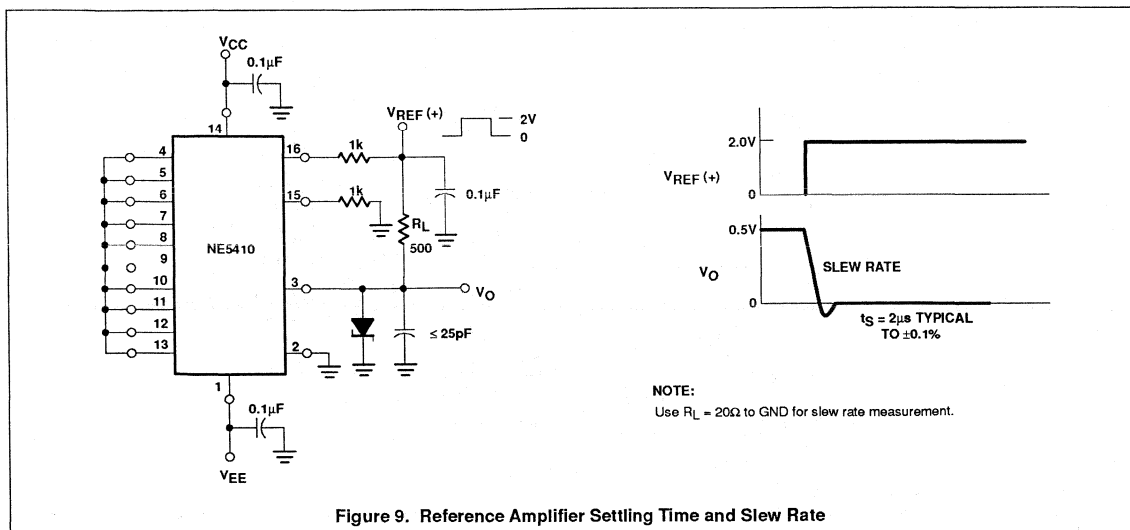 VCC
0.1µF
14
VREF (+)
2V
0
4
5
6
7
8
9
10
11
12
13
NE5410
16
1k
15
1k
0.1µF
RL
500
3
VO
≤ 25pF
2
1
0.1µF
VEE
2.0V
VREF (+)
0
0.5V
VO
SLEW RATE
0
tS = 2µs TYPICAL
TO ±0.1%
NOTE:
Use RL = 20Ω to GND for slew rate measurement.
Figure 9. Reference Amplifier Settling Time and Slew Rate